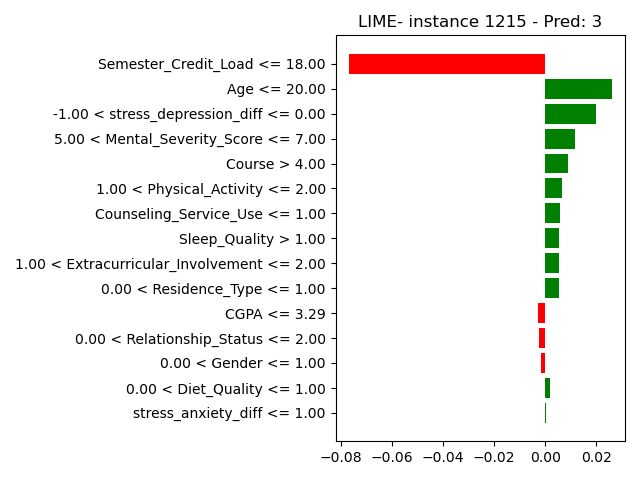 LIME- instance 1215 - Pred: 3
Semester_Credit_Load <= 18.00
Age <= 20.00
-1.00 < stress_depression_diff <= 0.00
5.00 < Mental_Severity_Score <= 7.00
Course > 4.00
1.00 < Physical_Activity <= 2.00
Counseling_Service_Use <= 1.00
Sleep_Quality > 1.00
1.00 < Extracurricular_Involvement <= 2.00
0.00 < Residence_Type <= 1.00
CGPA <= 3.29
0.00 < Relationship_Status <= 2.00
0.00 < Gender <= 1.00
0.00 < Diet_Quality <= 1.00
stress_anxiety_diff <= 1.00
−0.08 −0.06 −0.04 −0.02 0.00 0.02